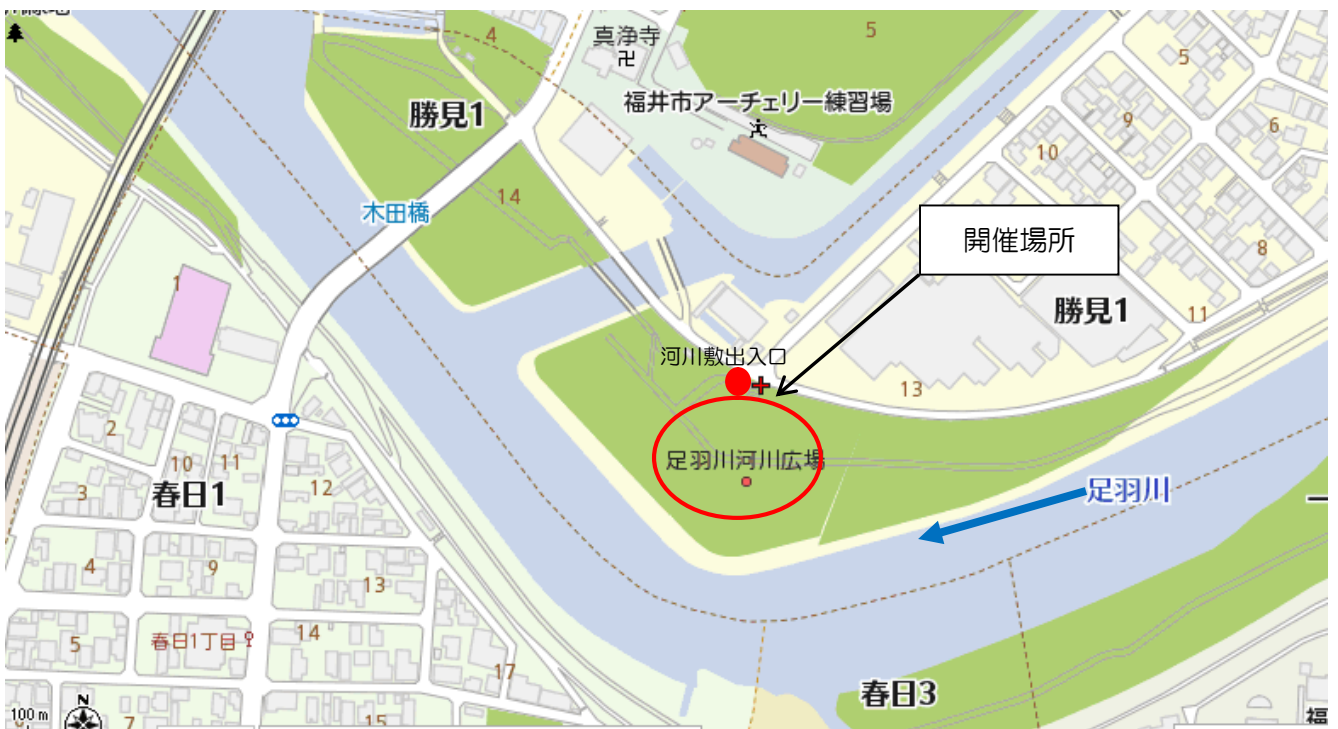 4
真浄寺
5
5
勝見1
福井市アーチェリー練習場
9
6
10
14
木田橋
開催場所
8
1
勝見1
11
河川敷出入口
13
2
足羽川河川広場
10
11
12
3
春日1
足羽川
4
9
13
春日1丁目
14
5
17
春日3
100 m
N
7
15
福